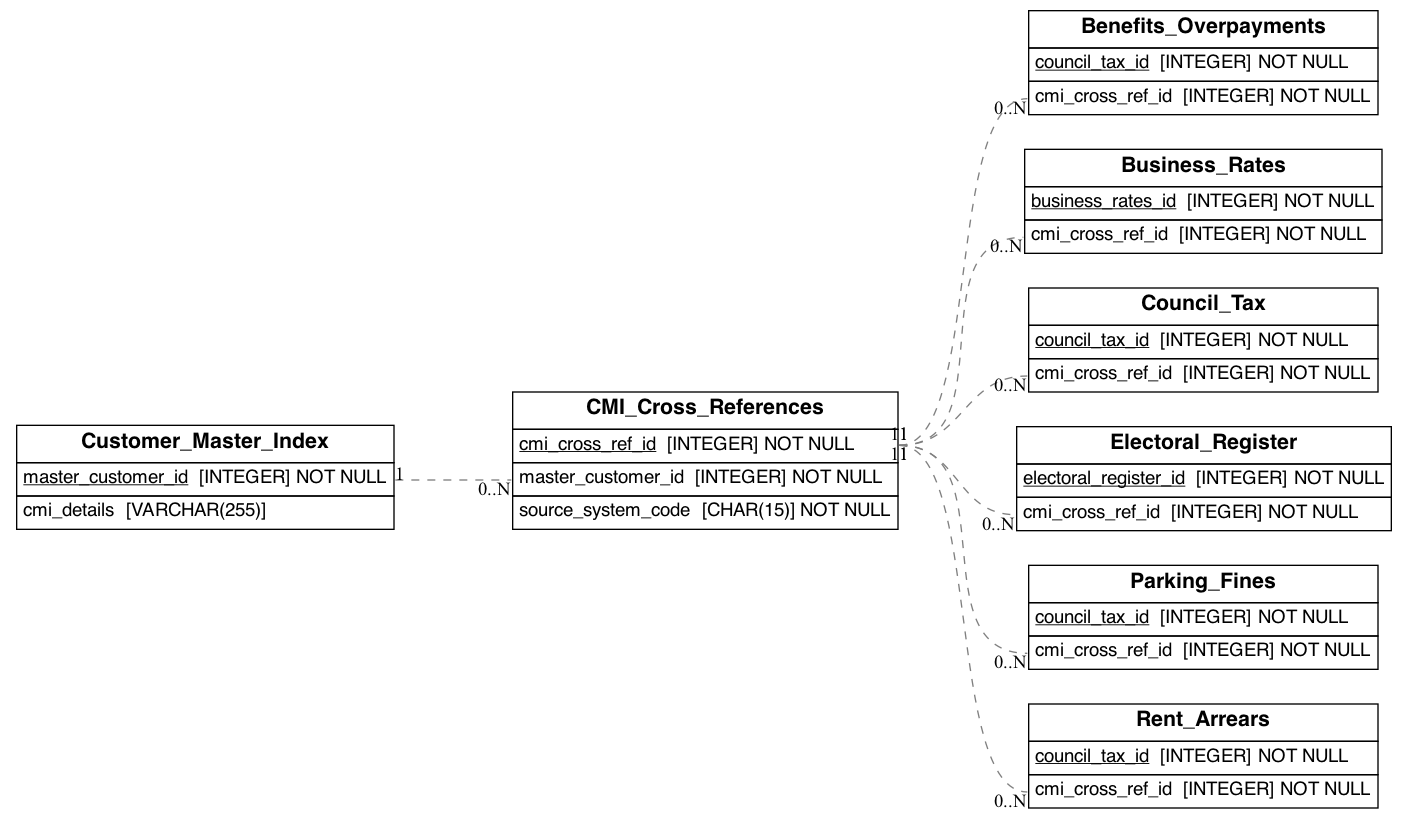 Benefits_Overpayments
council_tax_id [INTEGER] NOT NULL
cmi_cross_ref_id [INTEGER] NOT NULL
0..N
Business_Rates
business_rates_id [INTEGER] NOT NULL
cmi_cross_ref_id [INTEGER] NOT NULL
0..N
Council_Tax
council_tax_id [INTEGER] NOT NULL
cmi_cross_ref_id [INTEGER] NOT NULL
0..N
CMI_Cross_References
cmi_cross_ref_id [INTEGER] NOT NULL
master_customer_id [INTEGER] NOT NULL
source_system_code [CHAR(15)] NOT NULL
11
11
0..N
Customer_Master_Index
master_customer_id [INTEGER] NOT NULL
cmi_details [VARCHAR(255)]
1
Electoral_Register
electoral_register_id [INTEGER] NOT NULL
cmi_cross_ref_id [INTEGER] NOT NULL
0..N
Parking_Fines
council_tax_id [INTEGER] NOT NULL
cmi_cross_ref_id [INTEGER] NOT NULL
0..N
Rent_Arrears
council_tax_id [INTEGER] NOT NULL
cmi_cross_ref_id [INTEGER] NOT NULL
0..N